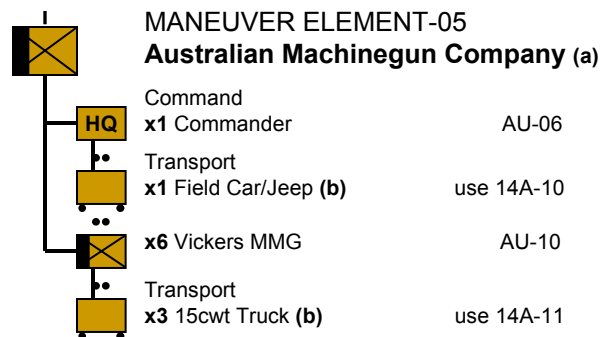 MANEUVER ELEMENT-05
Australian Machinegun Company (a)
Command
HQ x1 Commander AU-06
Transport
x1 Field Car/Jeep (b) use 14A-10
x6 Vickers MMG AU-10
Transport
x3 15cwt Truck (b) use 14A-11